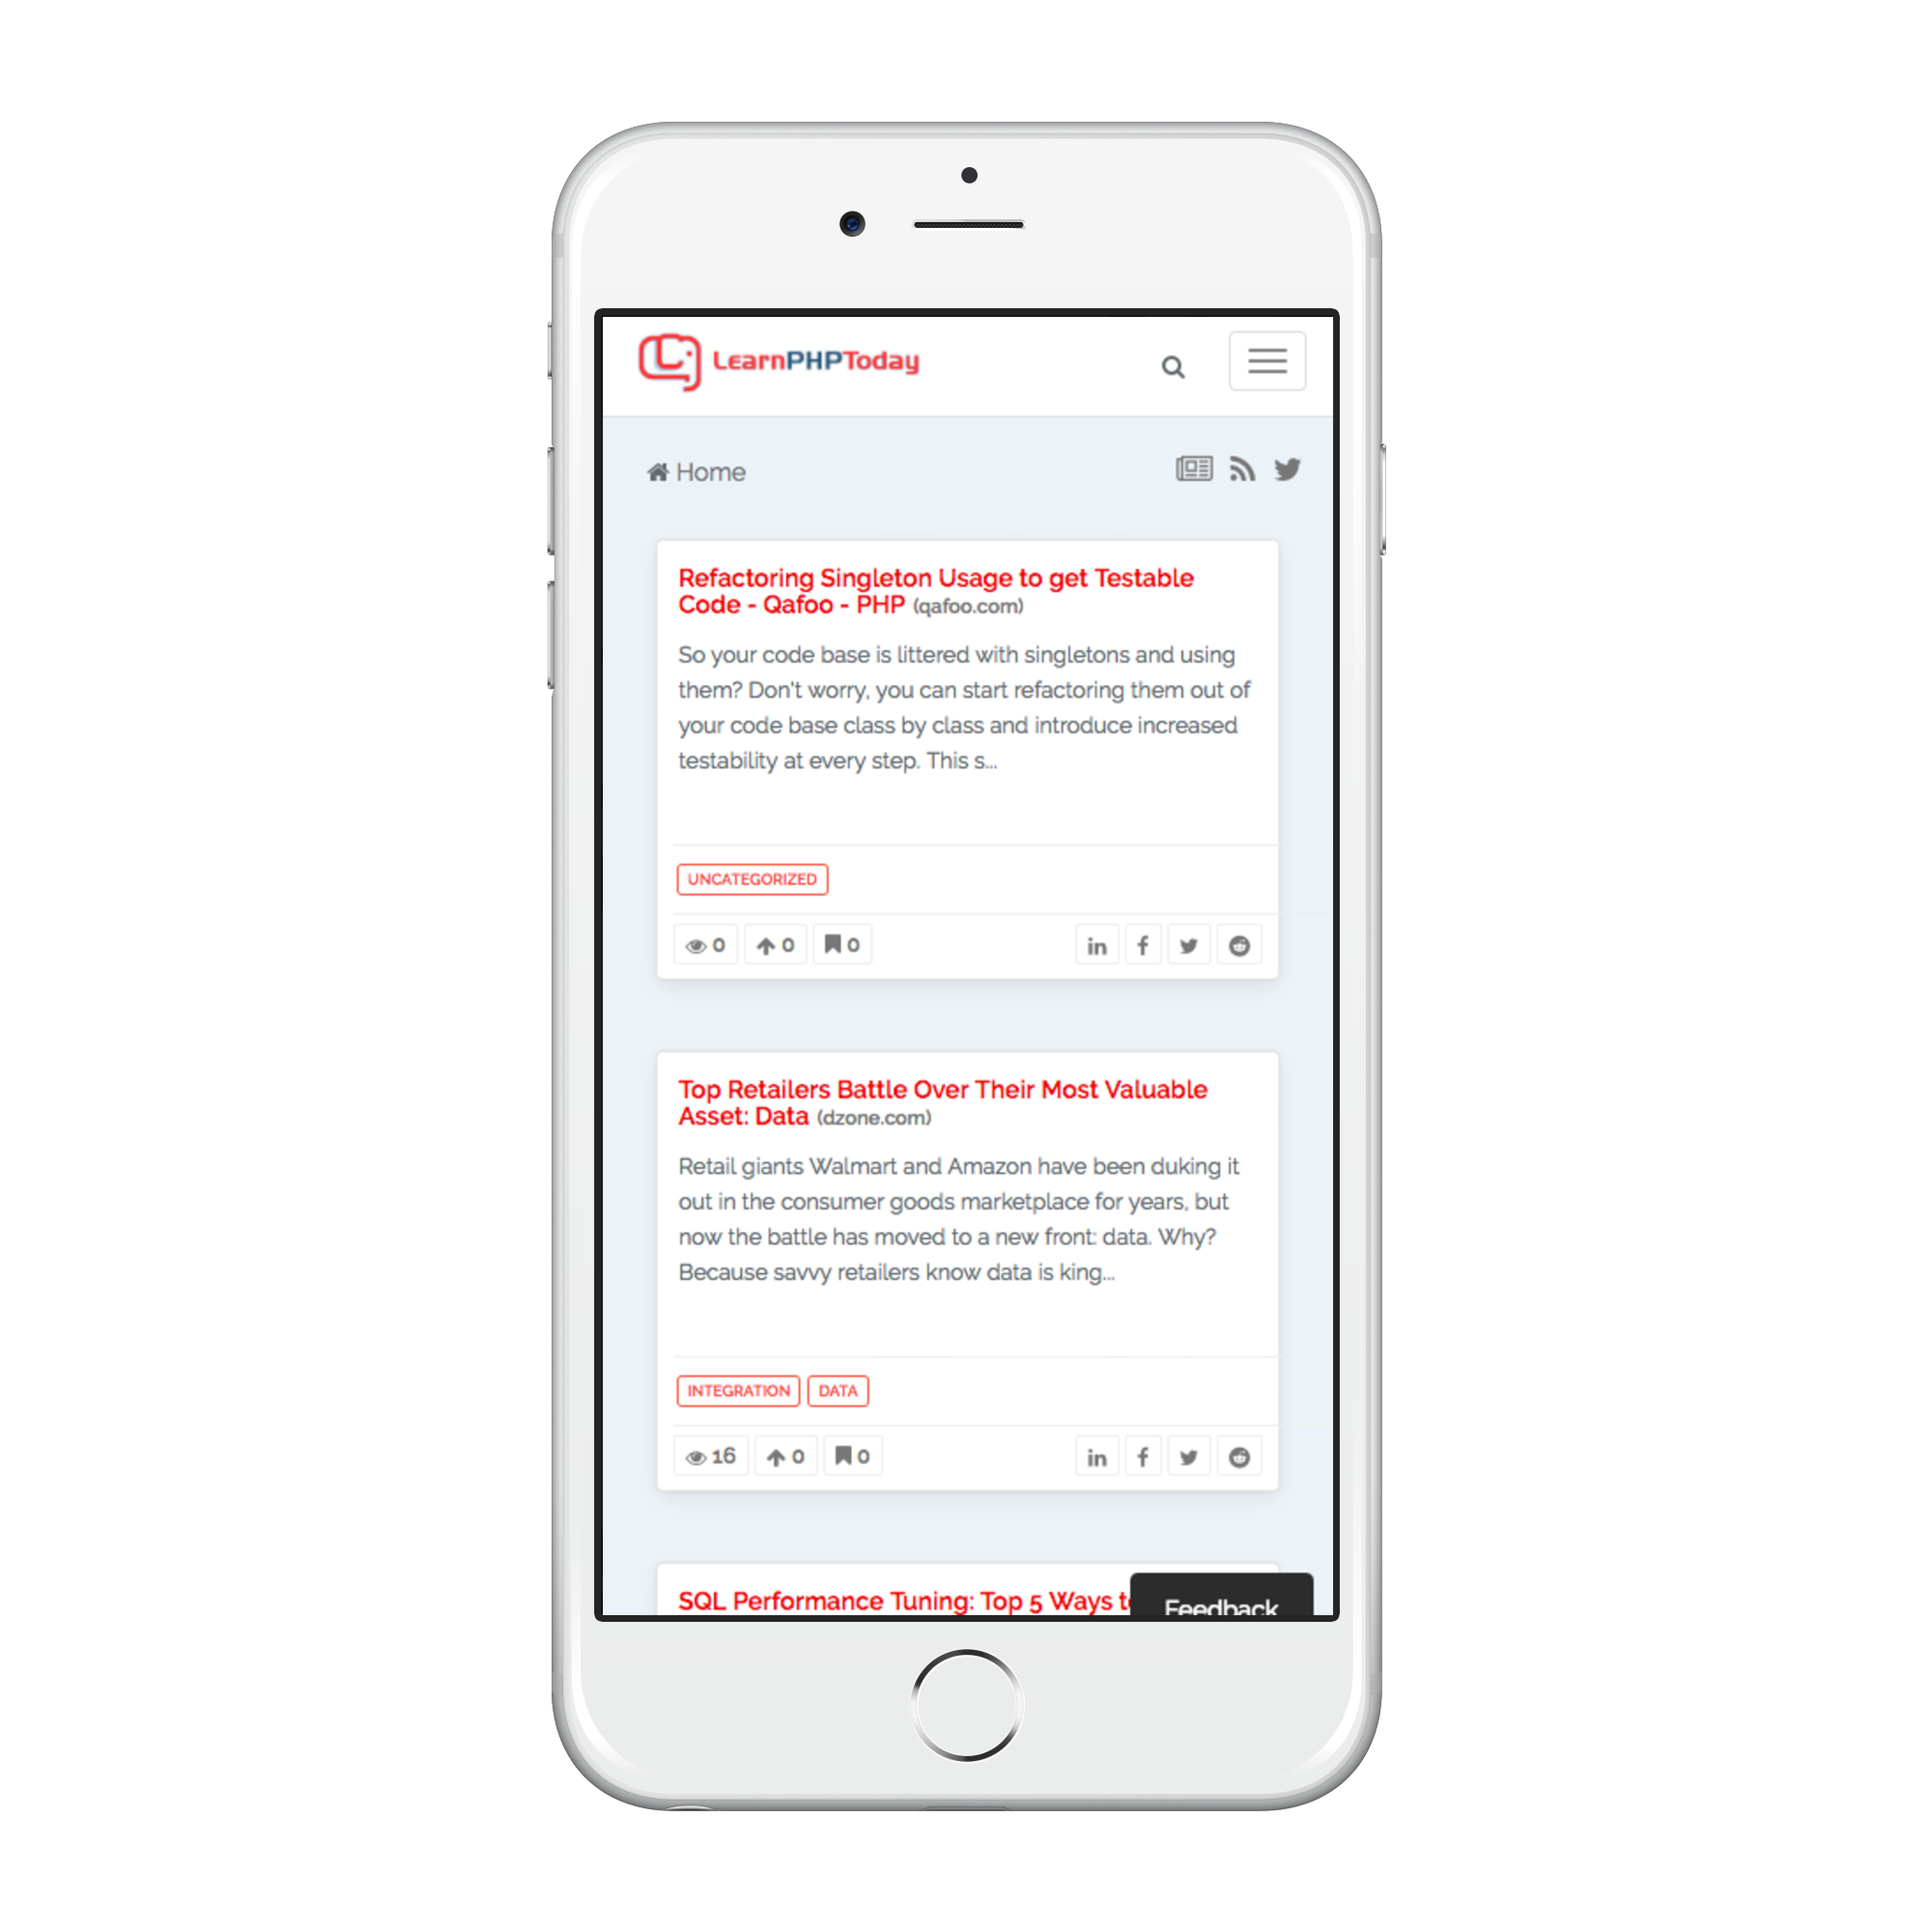 LearnPHPToday
Home
Refactoring Singleton Usage to get Testable
Code - Qafoo - PHP (qafoo.com)
So your code base is littered with singletons and using
them? Don't worry, you can start refactoring them out of
your code base class by class and introduce increased
testability at every step. This s...
UNCATEGORIZED
0 0 0 in f
Top Retailers Battle Over Their Most Valuable
Asset: Data (dzone.com)
Retail giants Walmart and Amazon have been duking it
out in the consumer goods marketplace for years, but
now the battle has moved to a new front: data. Why?
Because savvy retailers know data is king...
INTEGRATION DATA
16 0 0 in f
SQL Performance Tuning: Top 5 Ways
Feedback